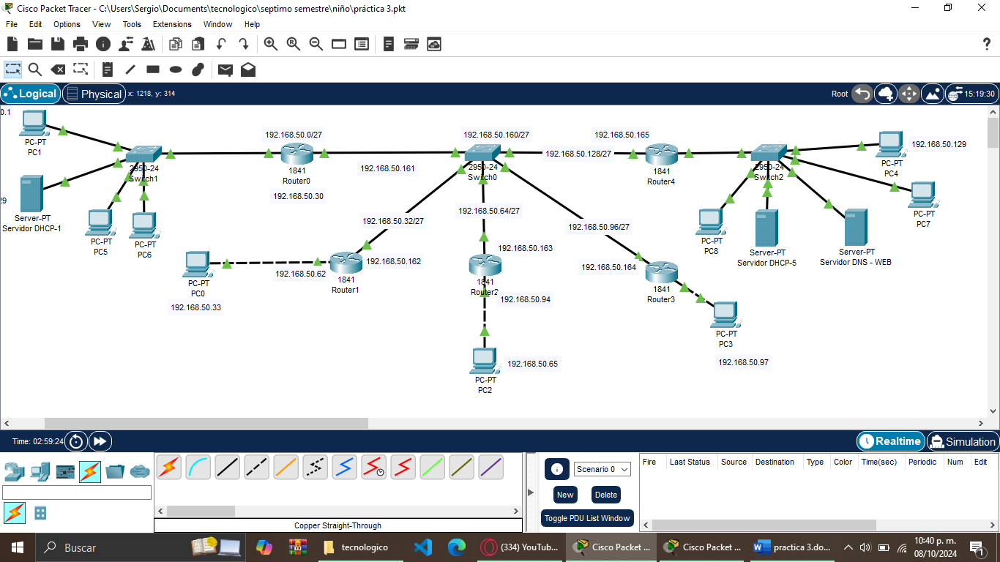 Cisco Packet Tracer - C:\Users\Sergio\Documents\tecnologico\septimo semestre\niño\práctica 3.pkt
File Edit Options View Tools Extensions Window Help
Logical Physical x: 1218, y: 314 Root 15:19:30
0.1
PC-PT
PC1
29
Server-PT
Servidor DHCP-1
2950-24
Switch1
PC-PT
PC5
PC-PT
PC6
192.168.50.0/27
1841
Router0
192.168.50.30
192.168.50.161
192.168.50.160/27
2950-24
Switch0
192.168.50.165
192.168.50.128/27
1841
Router4
2950-24
Switch2
PC-PT
PC4
192.168.50.129
PC-PT
PC7
PC-PT
PC8
Server-PT
Servidor DHCP-5
Server-PT
Servidor DNS - WEB
192.168.50.32/27
192.168.50.64/27
192.168.50.96/27
PC-PT
PC0
192.168.50.33
192.168.50.62
1841
Router1
192.168.50.162
192.168.50.163
1841
Router2
192.168.50.94
PC-PT
PC2
192.168.50.65
192.168.50.164
1841
Router3
PC-PT
PC3
192.168.50.97
Time: 02:59:24 Realtime Simulation
Scenario 0
New Delete
Toggle PDU List Window
Fire Last Status Source Destination Type Color Time(sec) Periodic Num Edit
Copper Straight-Through
Buscar tecnologico (334) YouTub... Cisco Packet ... Cisco Packet ... practica 3.do... 10:40 p. m.
08/10/2024
1